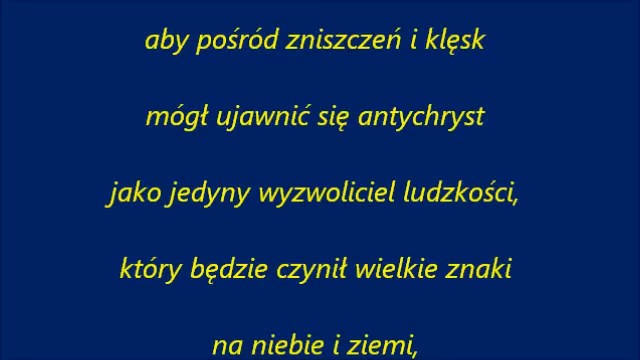 aby pośród zniszczeń i klęsk
mógł ujawnić się antychryst
jako jedyny wyzwoliciel ludzkości,
który będzie czynił wielkie znaki
na niebie i ziemi,